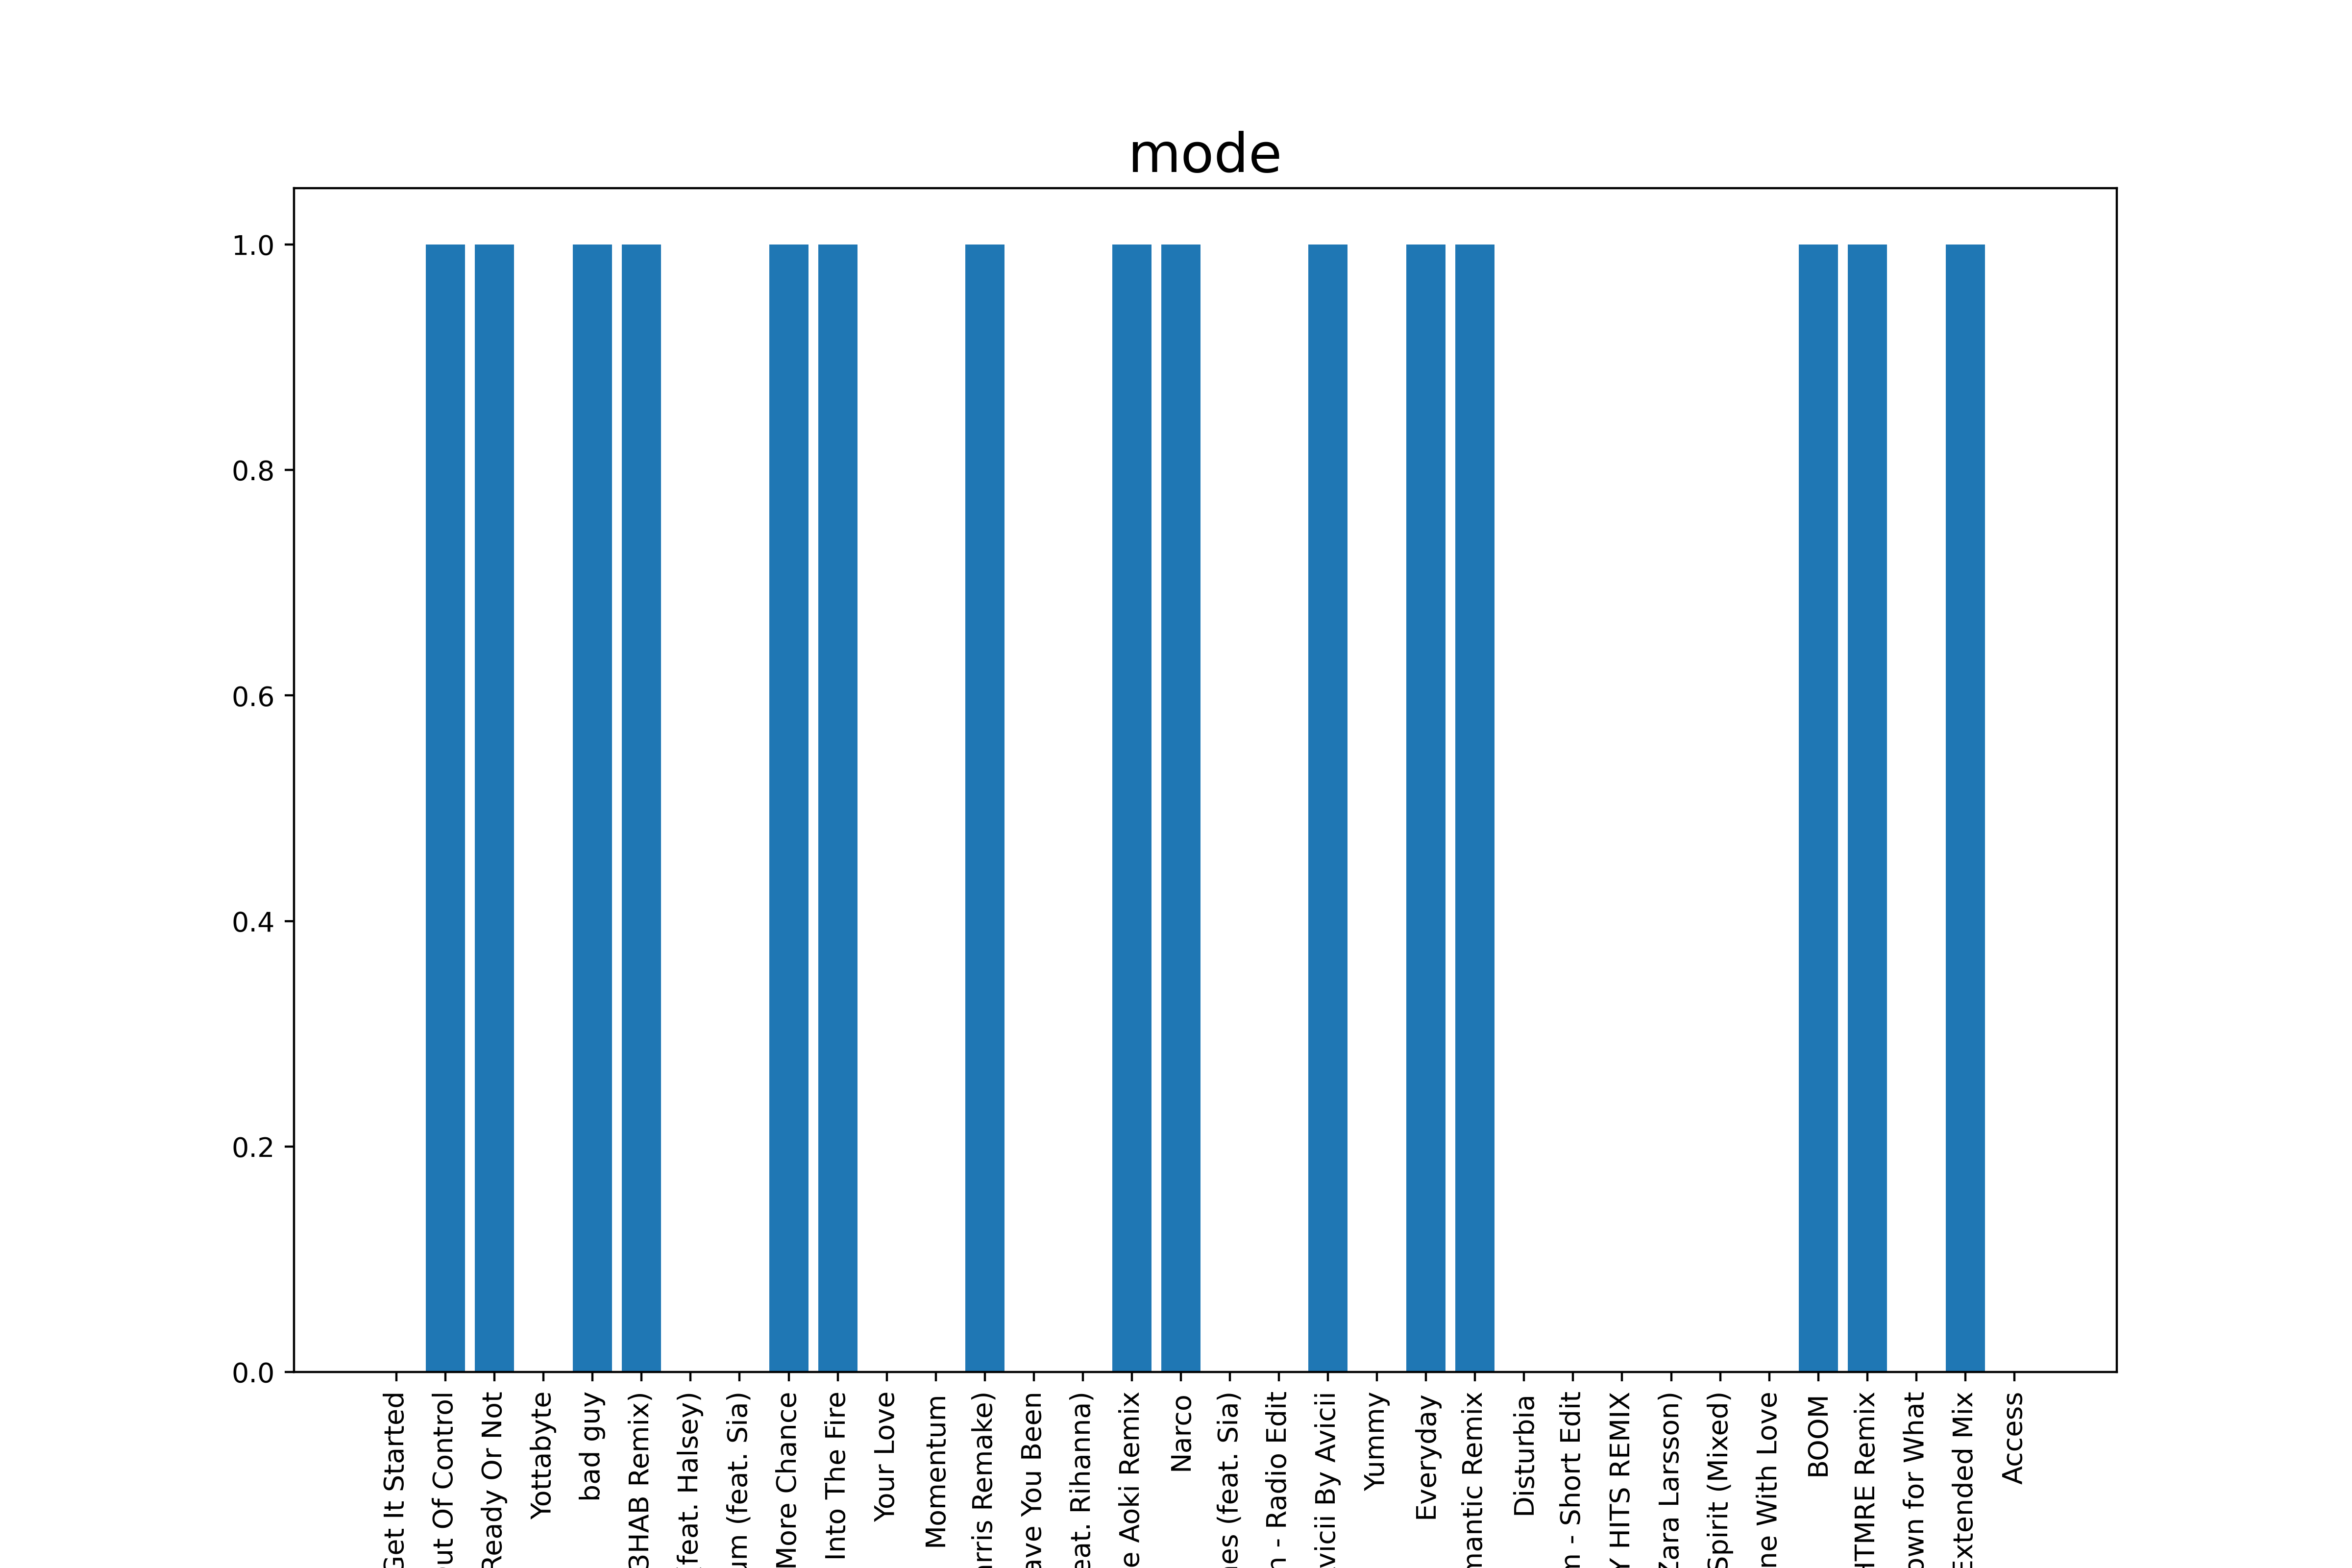 mode
1.0
0.8
0.6
0.4
0.2
0.0
Get It Started
Out Of Control
Ready Or Not
Yottabyte
bad guy
3HAB Remix)
feat. Halsey)
um (feat. Sia)
More Chance
Into The Fire
Your Love
Momentum
arris Remake)
ave You Been
eat. Rihanna)
e Aoki Remix
Narco
es (feat. Sia)
n - Radio Edit
vicii By Avicii
Yummy
Everyday
mantic Remix
Disturbia
m - Short Edit
Y HITS REMIX
Zara Larsson)
Spirit (Mixed)
ne With Love
BOOM
HTMRE Remix
own for What
Extended Mix
Access